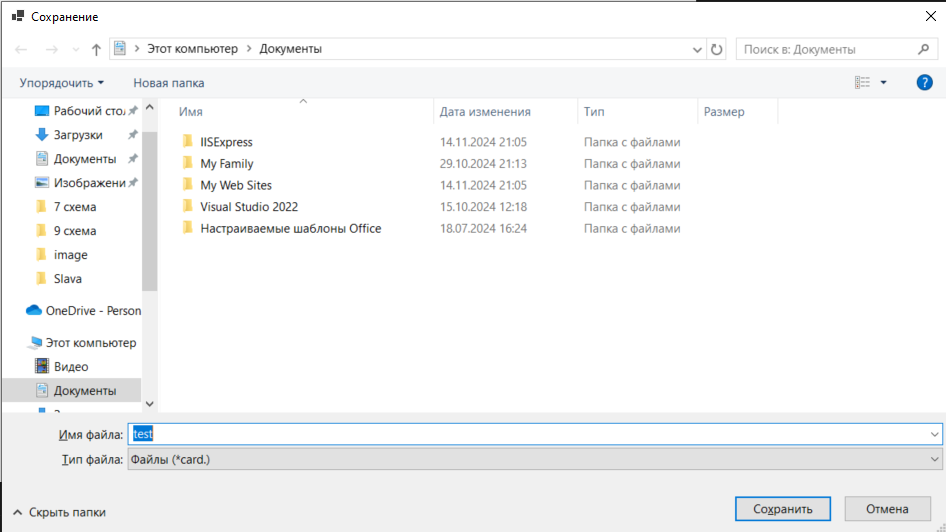 Сохранение
Этот компьютер > Документы
Поиск в: Документы
Упорядочить Новая папка
?
Имя Дата изменения Тип Размер
IISExpress 14.11.2024 21:05 Папка с файлами
My Family 29.10.2024 21:13 Папка с файлами
My Web Sites 14.11.2024 21:05 Папка с файлами
Visual Studio 2022 15.10.2024 12:18 Папка с файлами
Настраиваемые шаблоны Office 18.07.2024 16:24 Папка с файлами
Рабочий сто
Загрузки
Документы
Изображени
7 схема
9 схема
image
Slava
OneDrive - Person
Этот компьютер
Видео
Документы
Имя файла: test
Тип файла: Файлы (*card.)
Скрыть папки
Сохранить Отмена